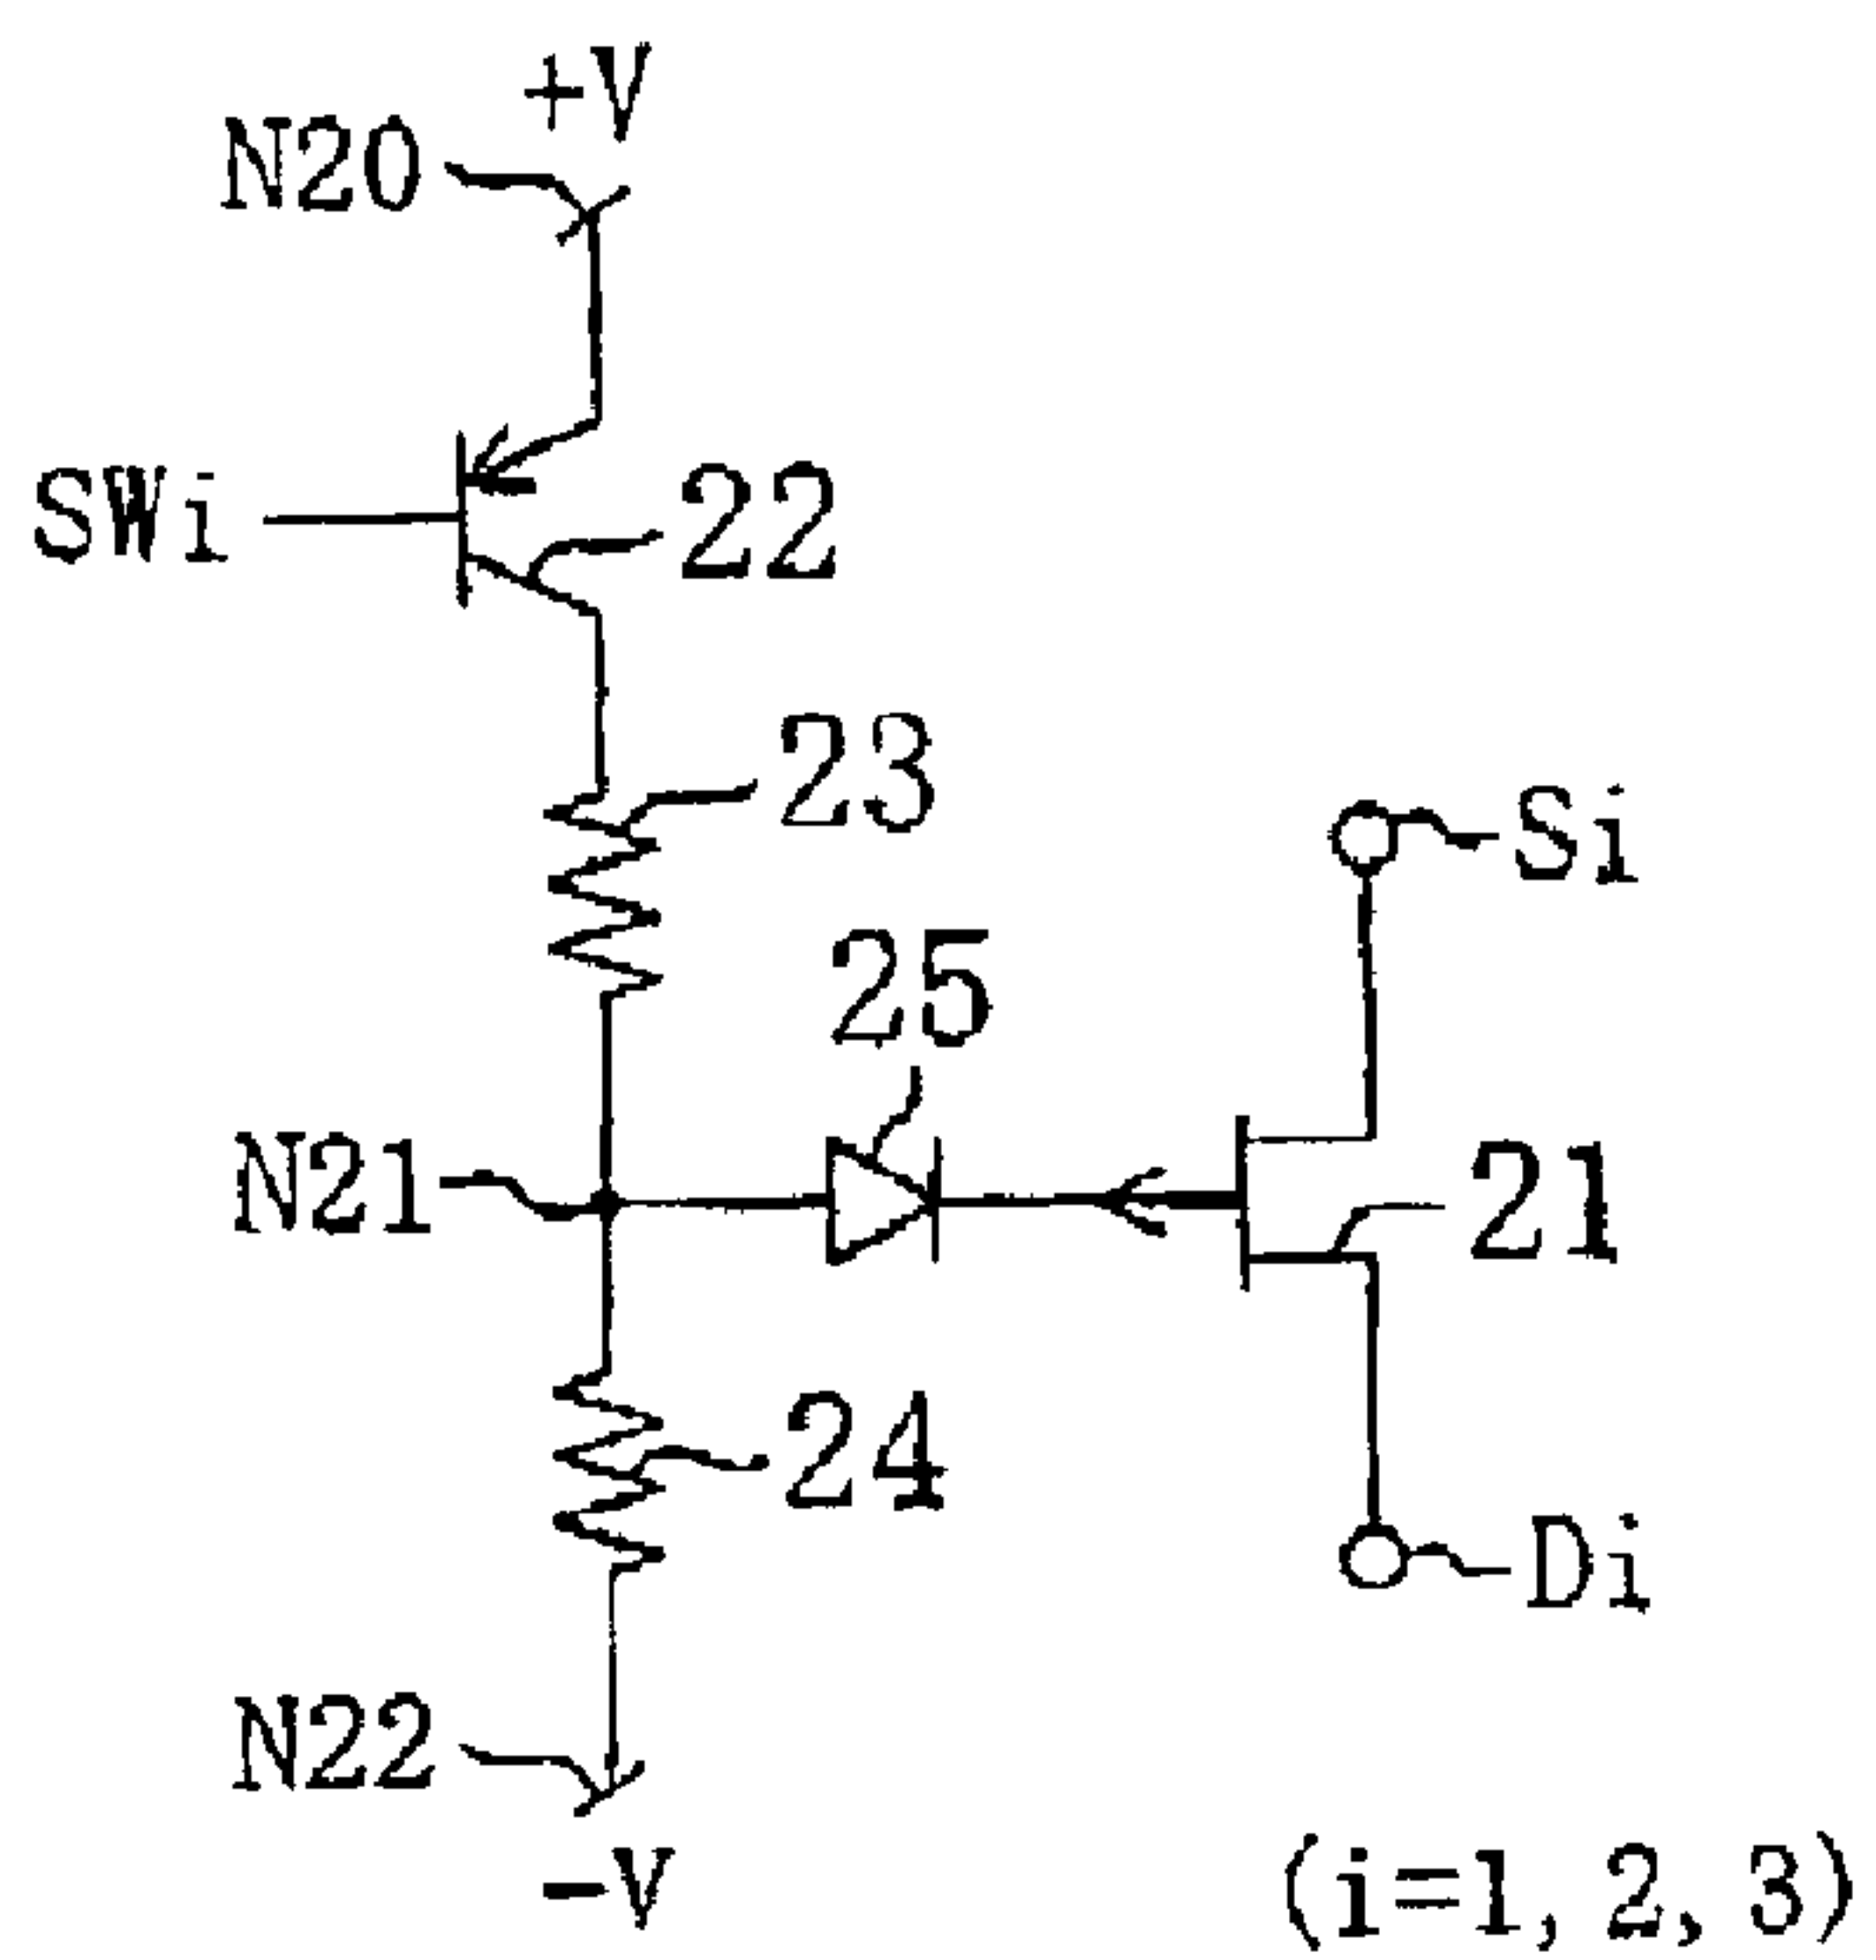 +V
N20
SWi
22
23
Si
25
N21
21
24
Di
N22
-V
(i=1, 2, 3)